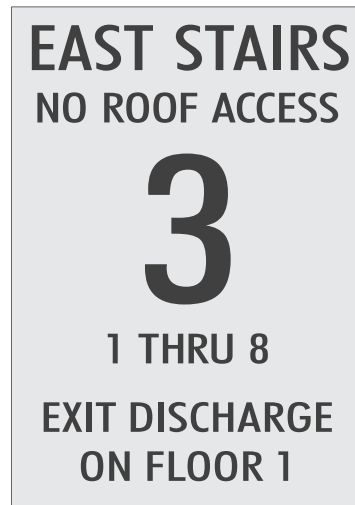 EAST STAIRS
NO ROOF ACCESS
3
1 THRU 8
EXIT DISCHARGE
ON FLOOR 1